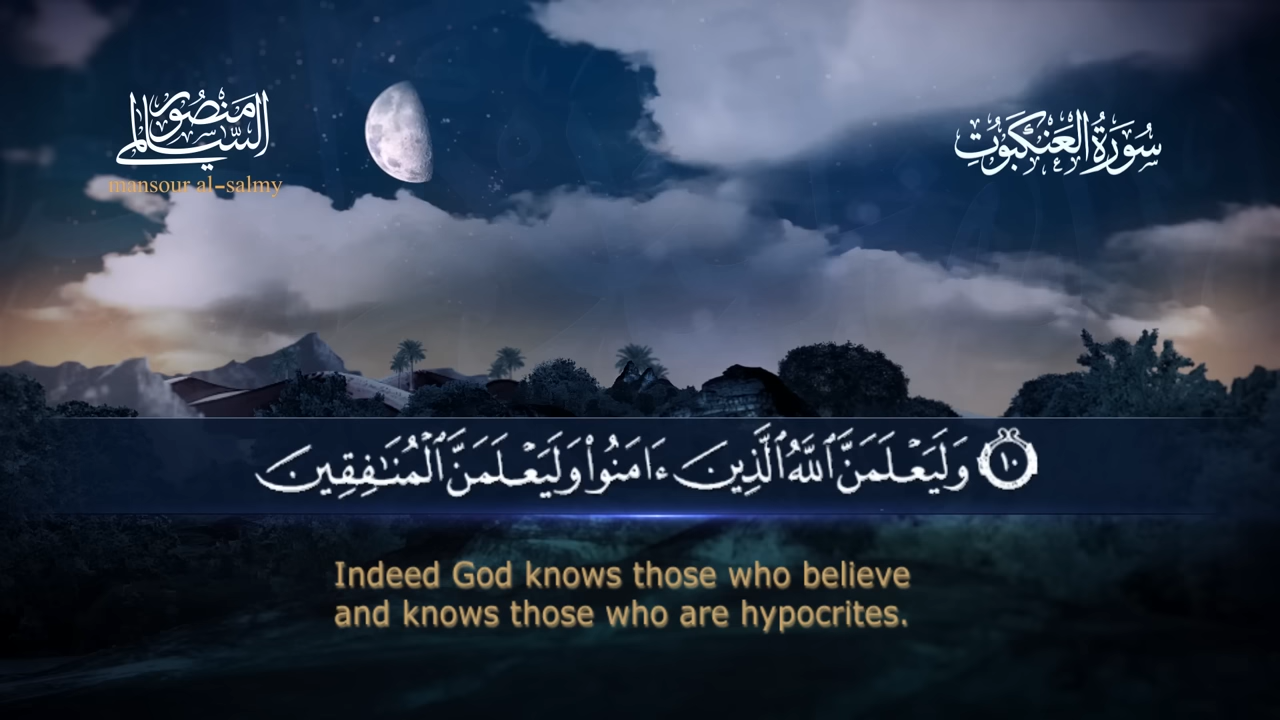 منصور
السالمي
mansour al-salmy
سُورَةُ العَنكَبُوتِ
١٠ وَلَيَعْلَمَنَّ ٱللَّهُ ٱلَّذِينَ ءَامَنُوا۟ وَلَيَعْلَمَنَّ ٱلْمُنَـٰفِقِينَ
Indeed God knows those who believe
and knows those who are hypocrites.